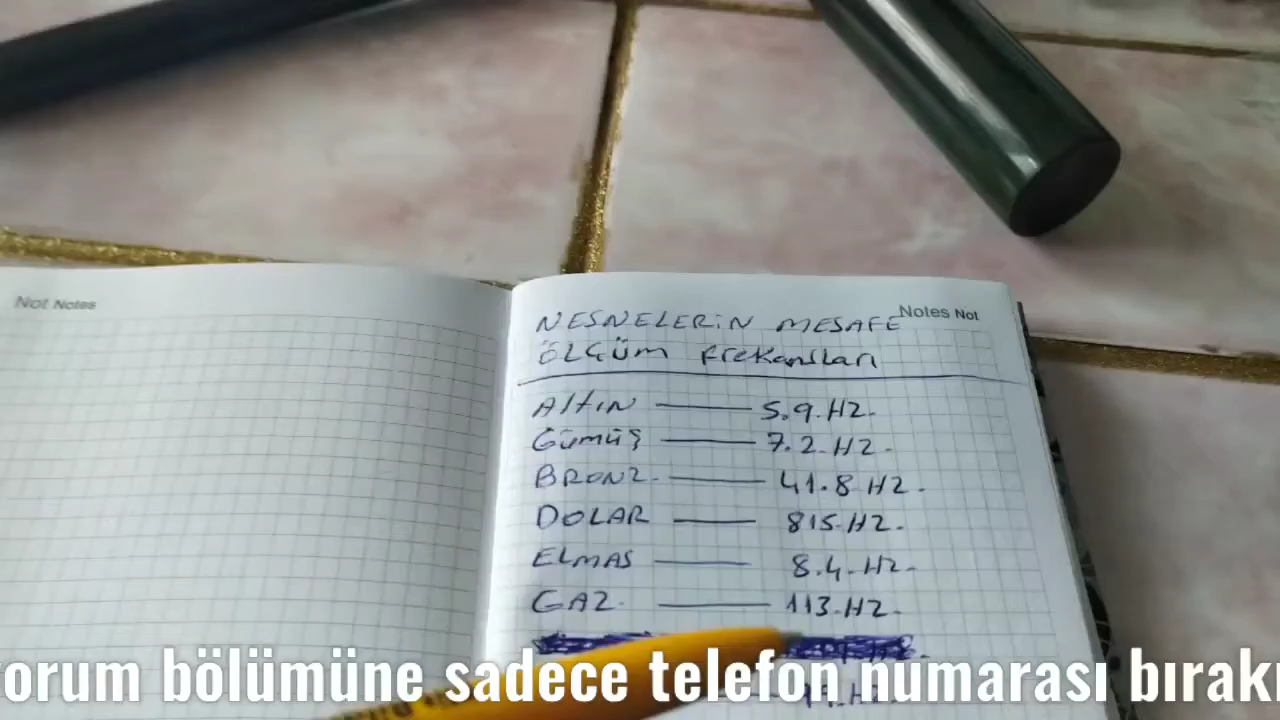 Not Notes
Notes Not
NESNELERİN MESAFE
ÖLÇÜM frekansları
Altın — 5.9.HZ.
Gümüş — 7.2.HZ.
BRONZ. — 41.8 HZ.
DOLAR — 815.HZ.
ELMAS — 8.4.HZ.
GAZ. — 113.HZ.
orum bölümüne sadece telefon numarası bırak